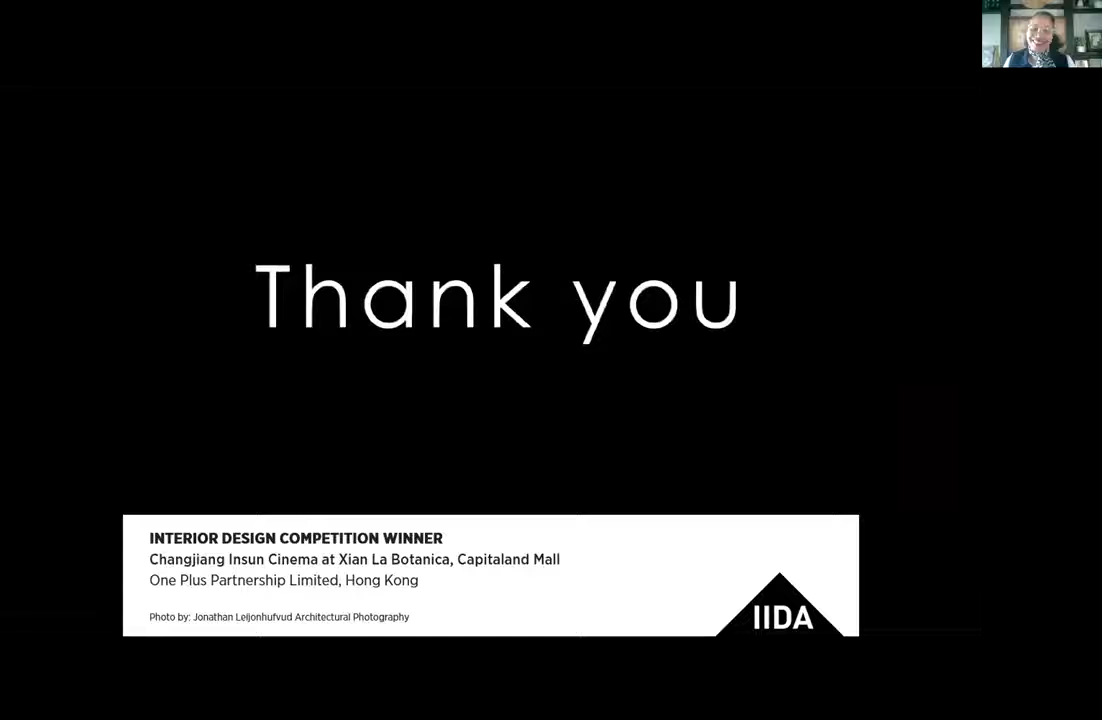 Thank you
INTERIOR DESIGN COMPETITION WINNER
Changjiang Insun Cinema at Xian La Botanica, Capitaland Mall
One Plus Partnership Limited, Hong Kong
Photo by: Jonathan Leijonhufvud Architectural Photography
IIDA